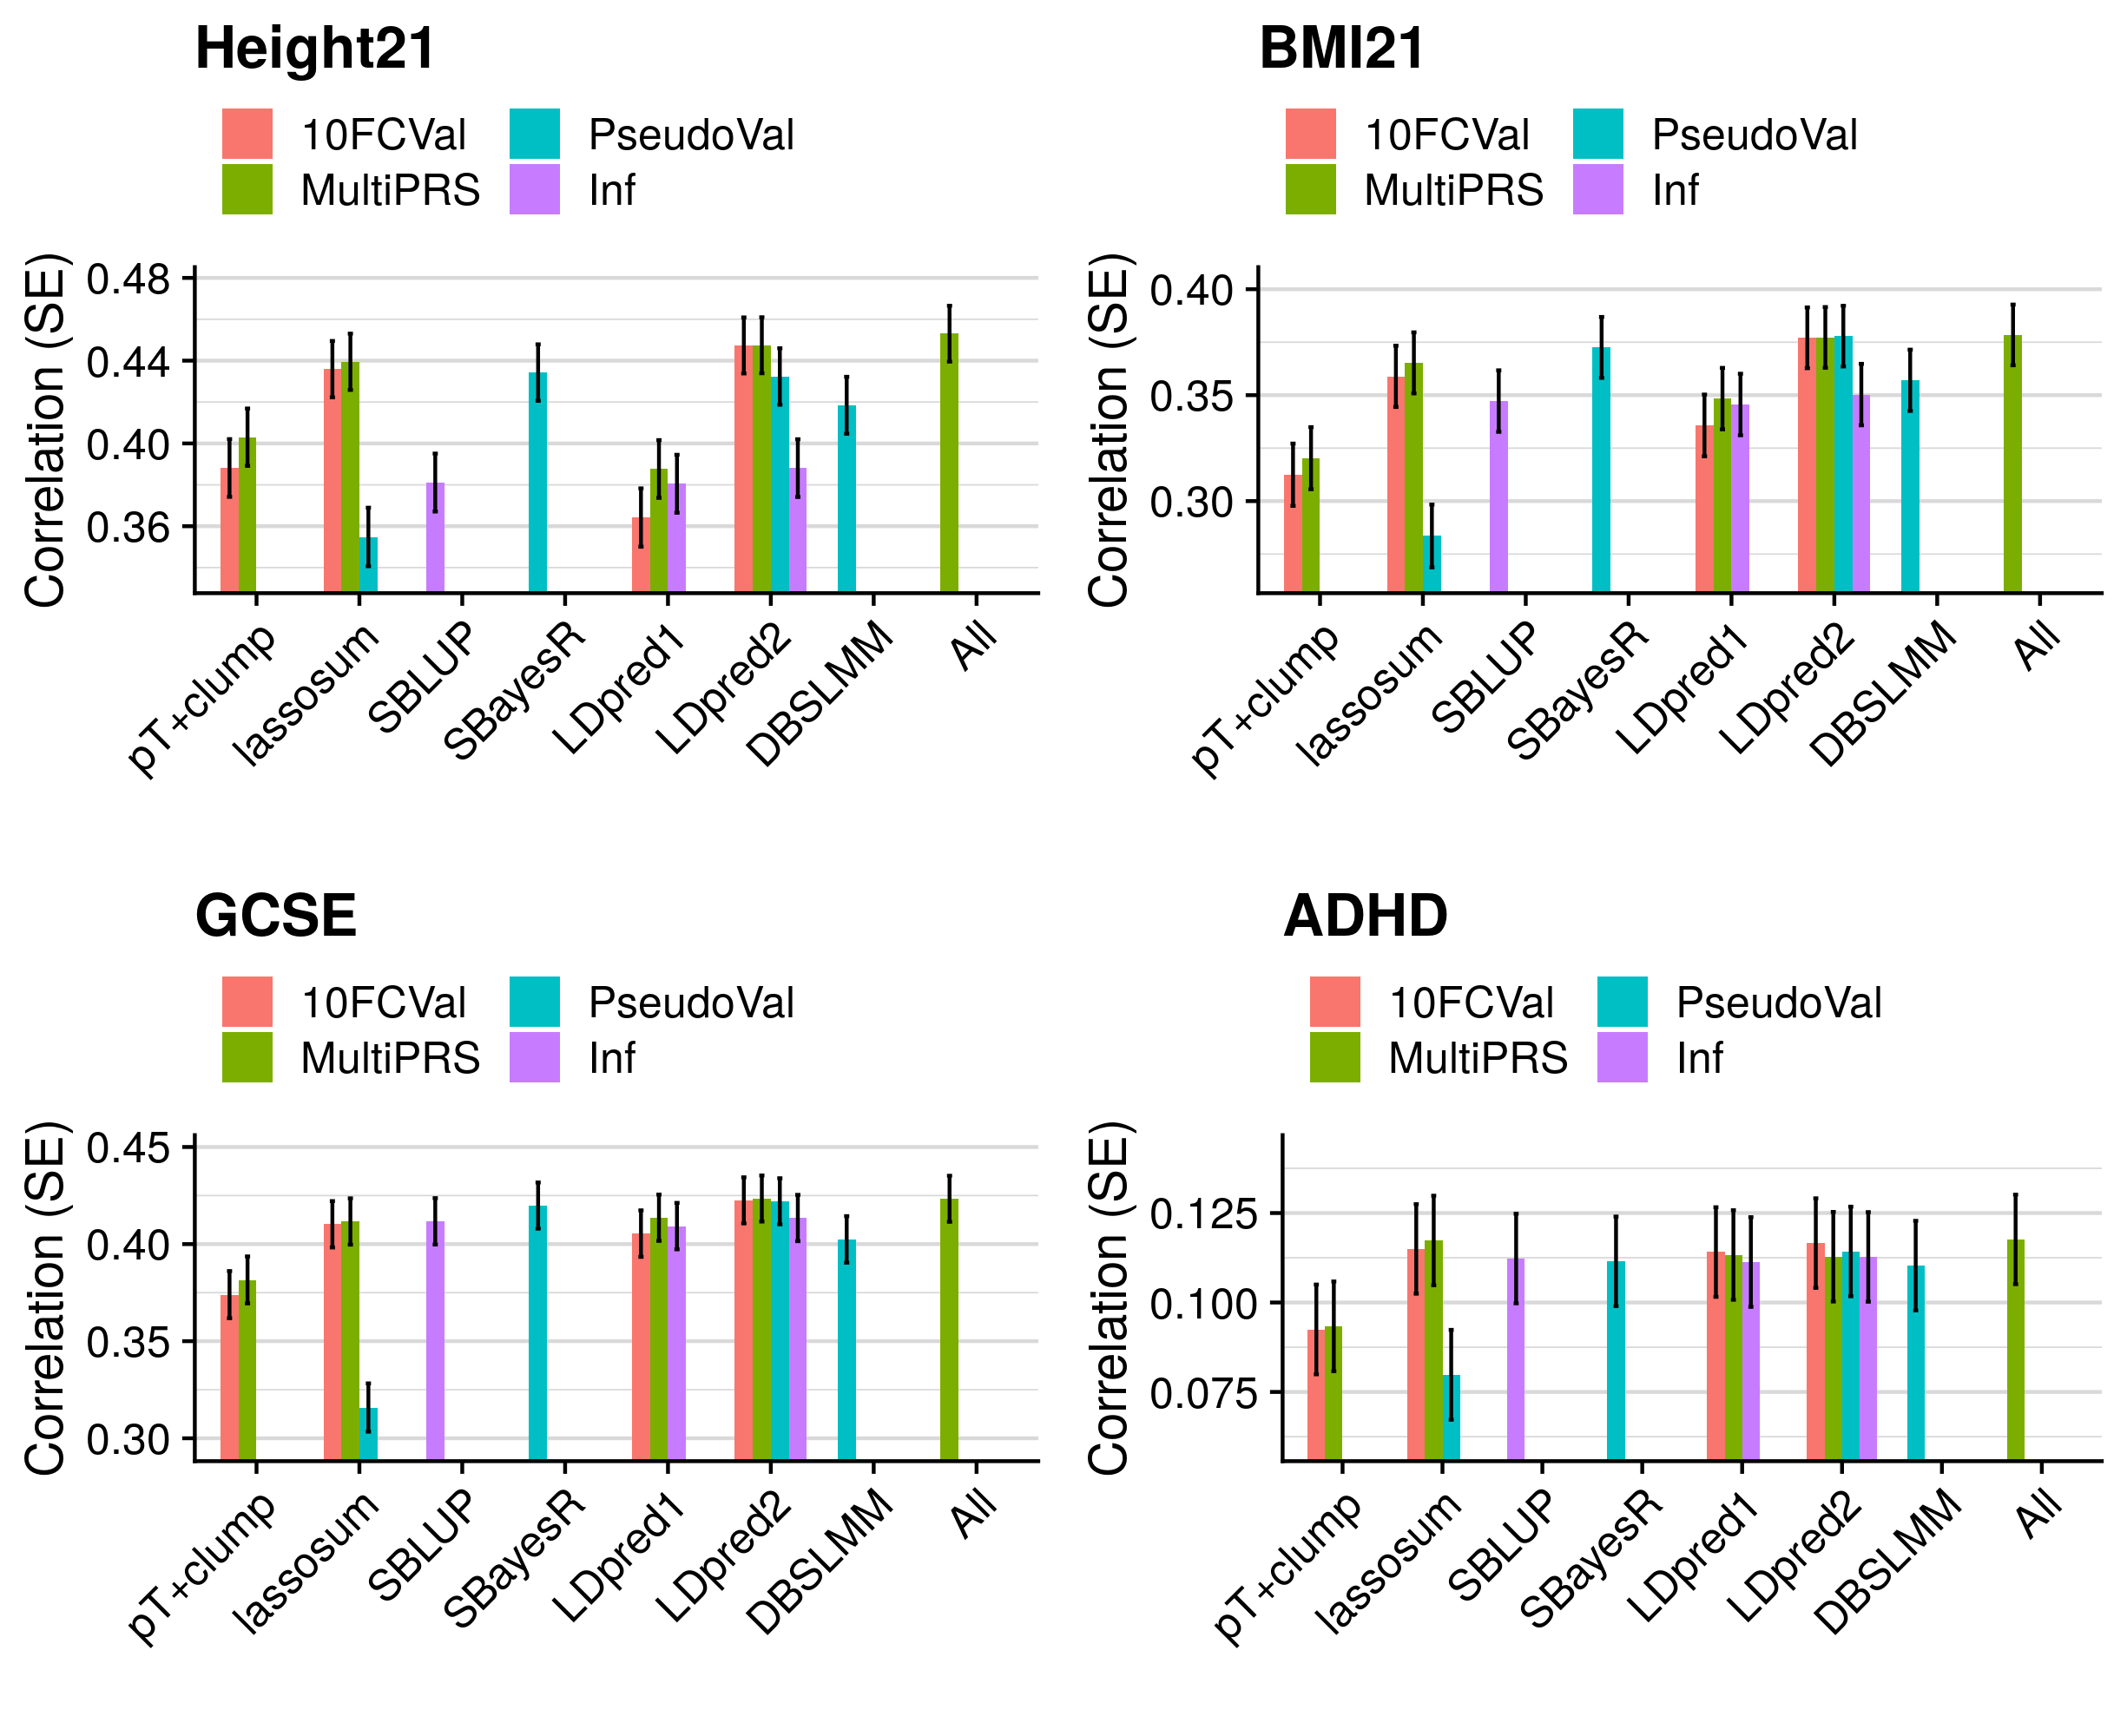 Height21
10FCVal PseudoVal
MultiPRS Inf
Correlation (SE)
0.48
0.44
0.40
0.36
pT+clump
lassosum
SBLUP
SBayesR
LDpred1
LDpred2
DBSLMM
All
BMI21
10FCVal PseudoVal
MultiPRS Inf
Correlation (SE)
0.40
0.35
0.30
pT+clump
lassosum
SBLUP
SBayesR
LDpred1
LDpred2
DBSLMM
All
GCSE
10FCVal PseudoVal
MultiPRS Inf
Correlation (SE)
0.45
0.40
0.35
0.30
pT+clump
lassosum
SBLUP
SBayesR
LDpred1
LDpred2
DBSLMM
All
ADHD
10FCVal PseudoVal
MultiPRS Inf
Correlation (SE)
0.125
0.100
0.075
pT+clump
lassosum
SBLUP
SBayesR
LDpred1
LDpred2
DBSLMM
All